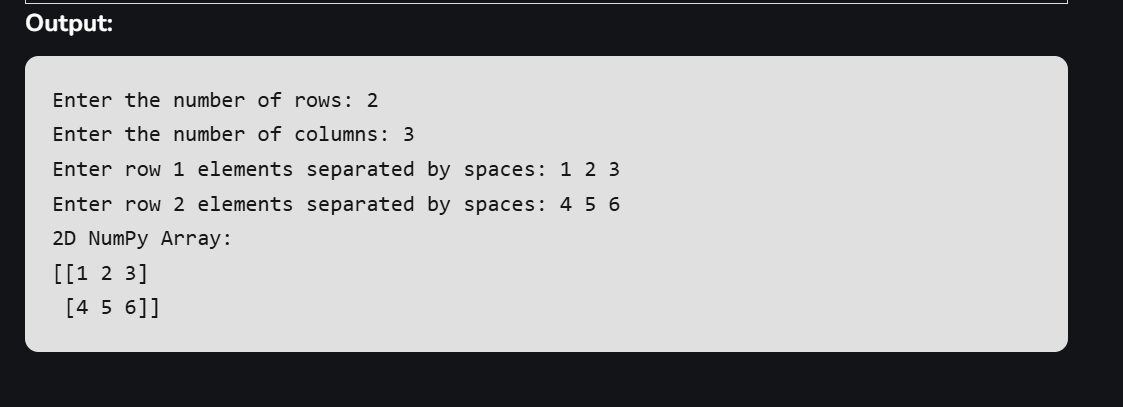 Output:
Enter the number of rows: 2
Enter the number of columns: 3
Enter row 1 elements separated by spaces: 1 2 3
Enter row 2 elements separated by spaces: 4 5 6
2D NumPy Array:
[[1 2 3]
 [4 5 6]]